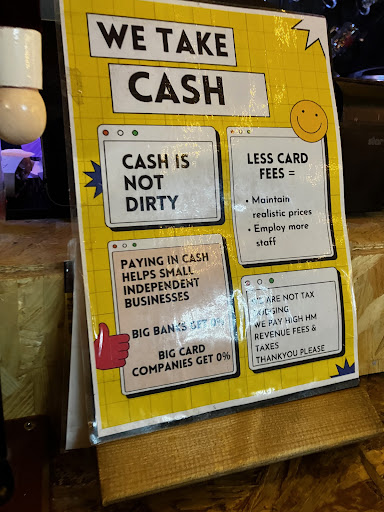 WE TAKE
CASH
CASH IS
NOT
DIRTY
LESS CARD
FEES =
• Maintain
realistic prices
• Employ more
staff
PAYING IN CASH
HELPS SMALL
INDEPENDENT
BUSINESSES
BIG BANKS GET 0%
BIG CARD
COMPANIES GET 0%
WE ARE NOT TAX
DODGING
WE PAY HIGH HM
REVENUE FEES &
TAXES
THANKYOU PLEASE